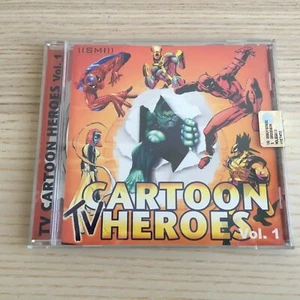 ((SMI))
TV CARTOON HEROES Vol. 1
CARTOON
TV HEROES
Vol. 1